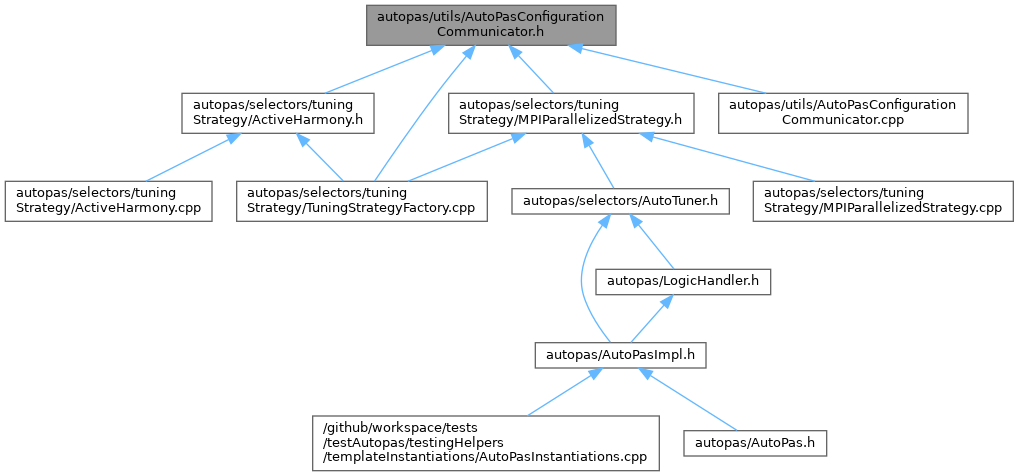 autopas/utils/AutoPasConfiguration
Communicator.h
autopas/selectors/tuning
Strategy/ActiveHarmony.h
autopas/selectors/tuning
Strategy/MPIParallelizedStrategy.h
autopas/utils/AutoPasConfiguration
Communicator.cpp
autopas/selectors/tuning
Strategy/ActiveHarmony.cpp
autopas/selectors/tuning
Strategy/TuningStrategyFactory.cpp
autopas/selectors/AutoTuner.h
autopas/selectors/tuning
Strategy/MPIParallelizedStrategy.cpp
autopas/LogicHandler.h
autopas/AutoPasImpl.h
/github/workspace/tests
/testAutopas/testingHelpers
/templateInstantiations/AutoPasInstantiations.cpp
autopas/AutoPas.h